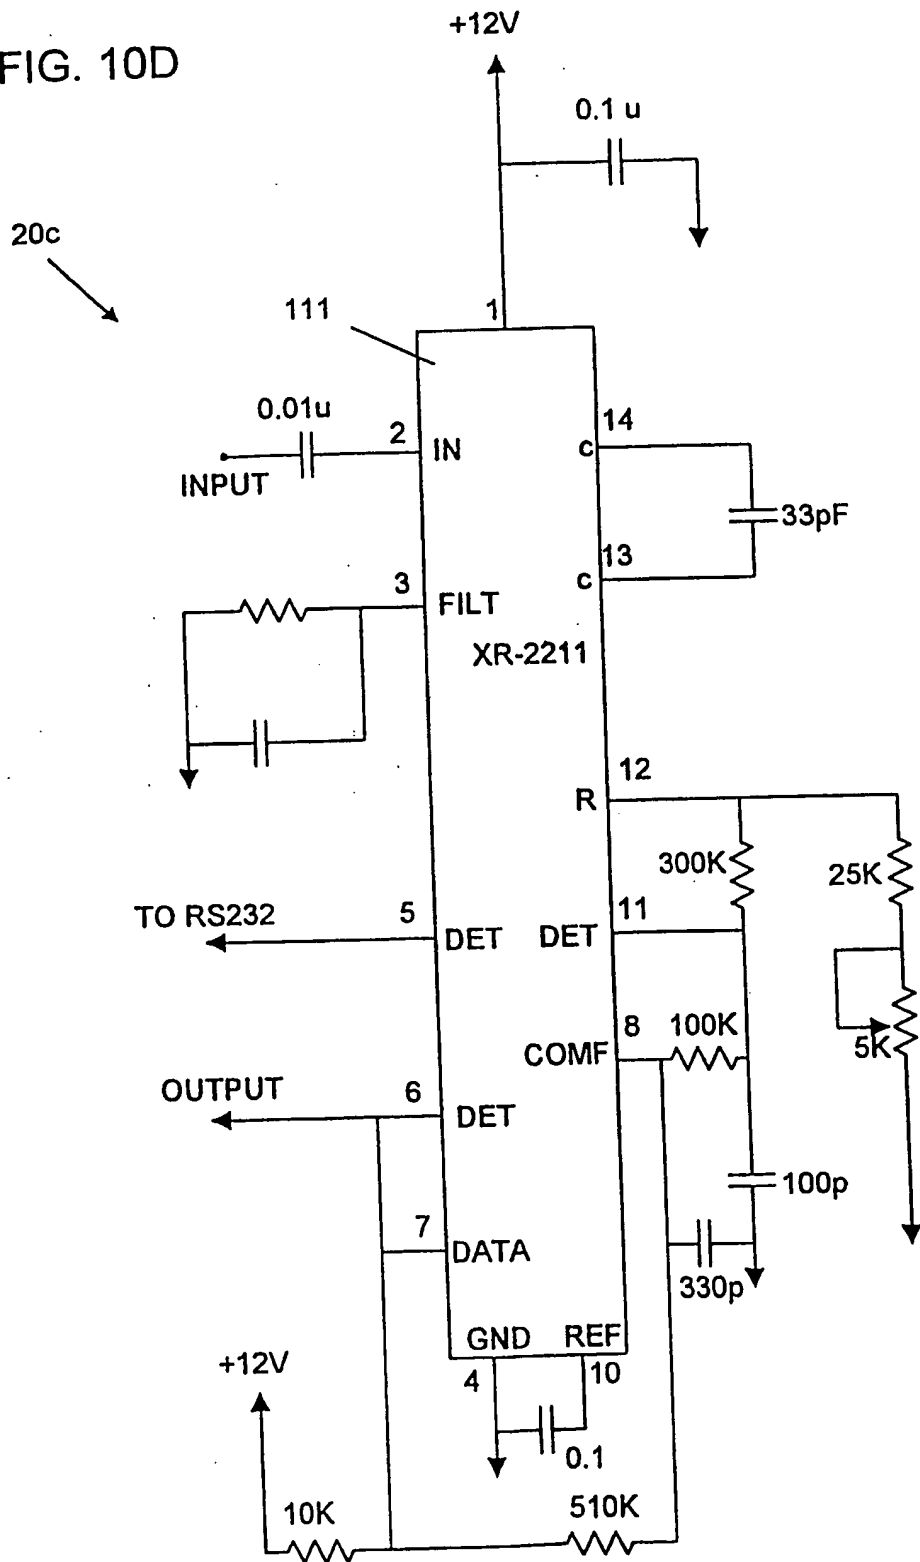 FIG. 10D
+12V
0.1 u
20c
111
1
0.01u
2
IN
INPUT
14
c
33pF
13
c
3
FILT
XR-2211
12
R
300K
25K
TO RS232
5
DET
11
DET
8
100K
COMF
5K
OUTPUT
6
DET
100p
7
DATA
330p
GND
REF
4
10
+12V
0.1
10K
510K